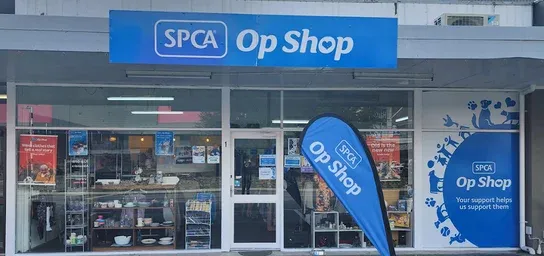 SPCA Op Shop
SPCA
Op Shop
SPCA
Op Shop
Your support helps
us support them